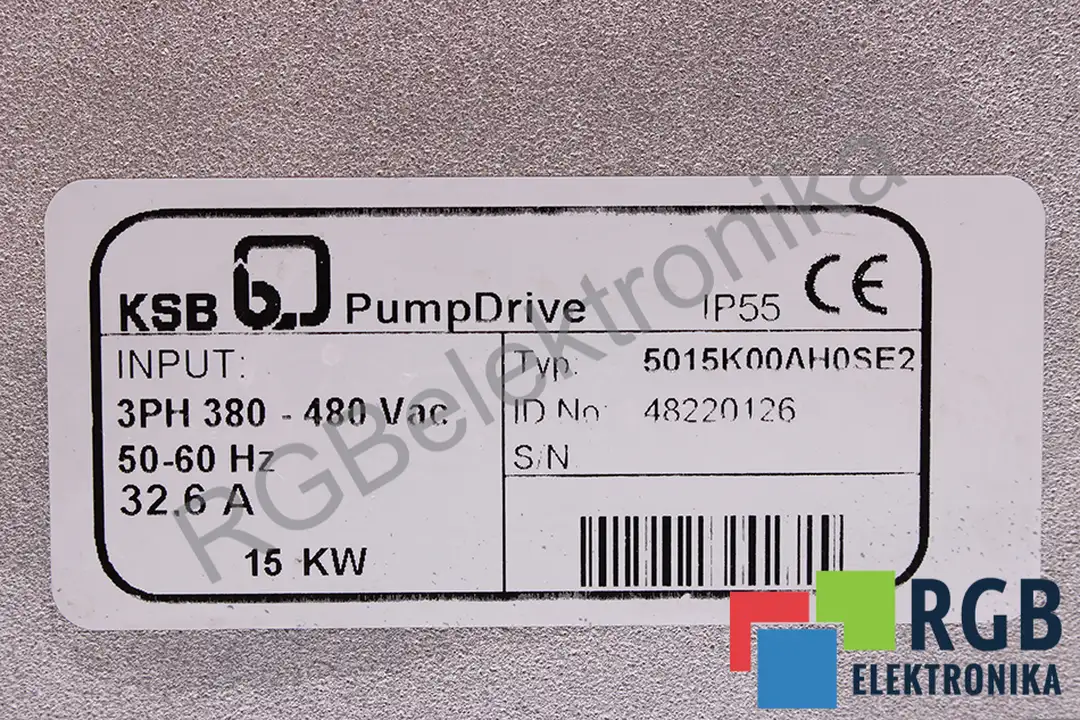 KSB PumpDrive IP55 CE
INPUT:
3PH 380 - 480 Vac
50-60 Hz
32,6 A
15 KW
Typ: 5015K00AH0SE2
ID No: 48220126
S/N
RGBelektronika
RGB
ELEKTRONIKA